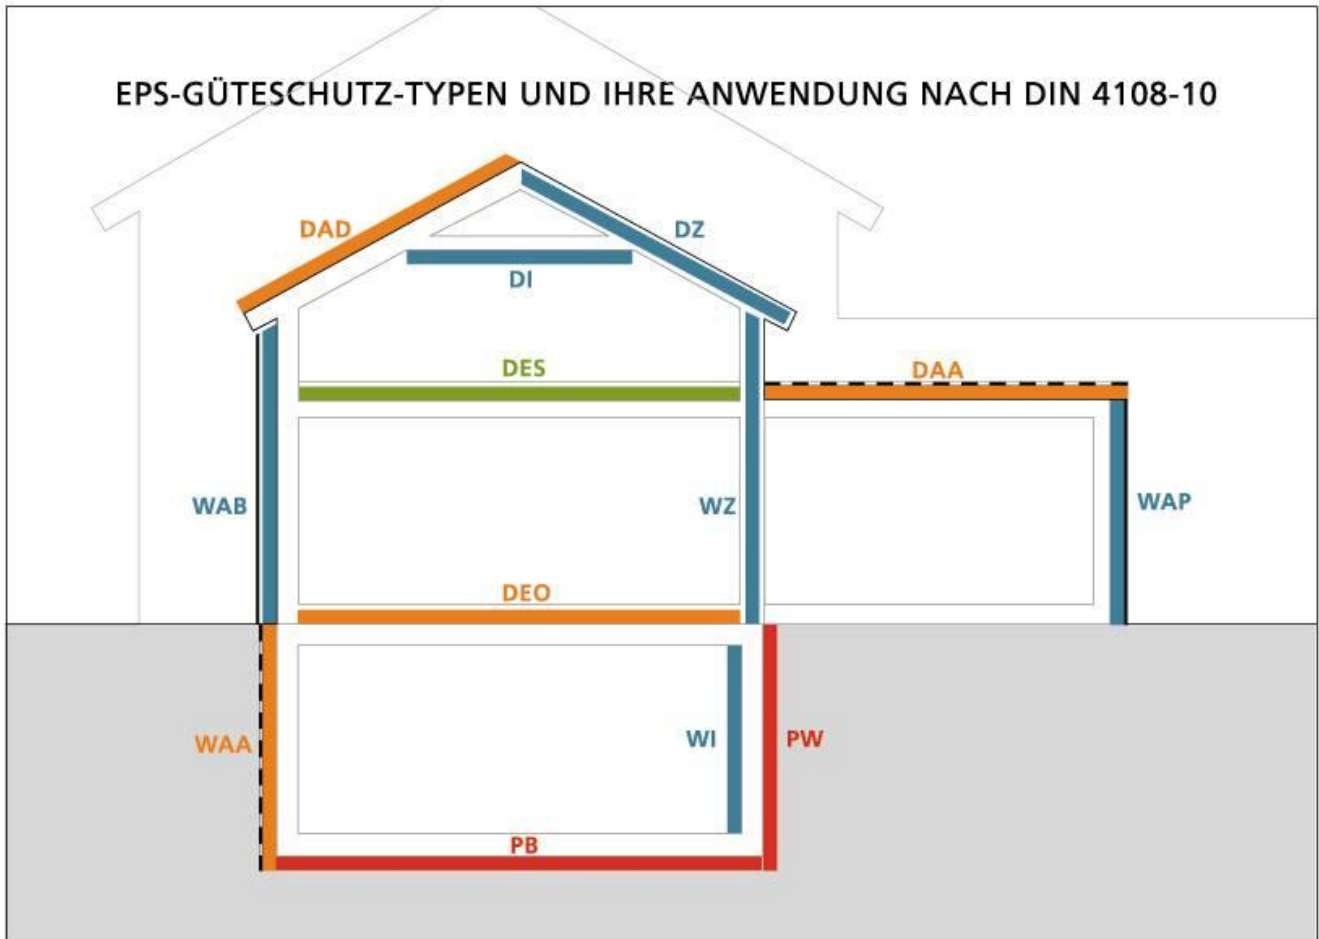 EPS-GÜTESCHUTZ-TYPEN UND IHRE ANWENDUNG NACH DIN 4108-10
DAD
DZ
DI
DES
DAA
WAB
WZ
WAP
DEO
WAA
WI
PW
PB